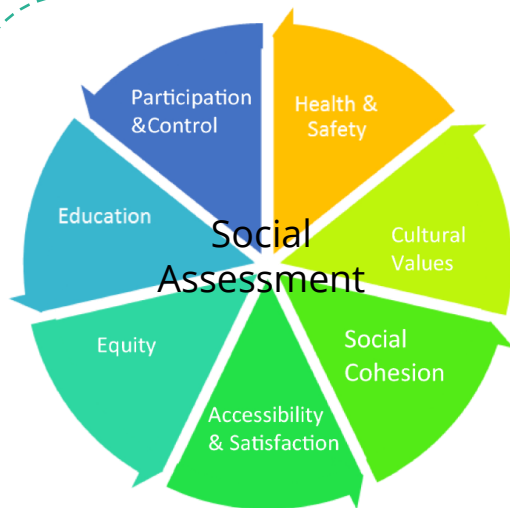 Participation
&Control
Health &
Safety
Education
Social
Assessment
Cultural
Values
Equity
Social
Cohesion
Accessibility
& Satisfaction